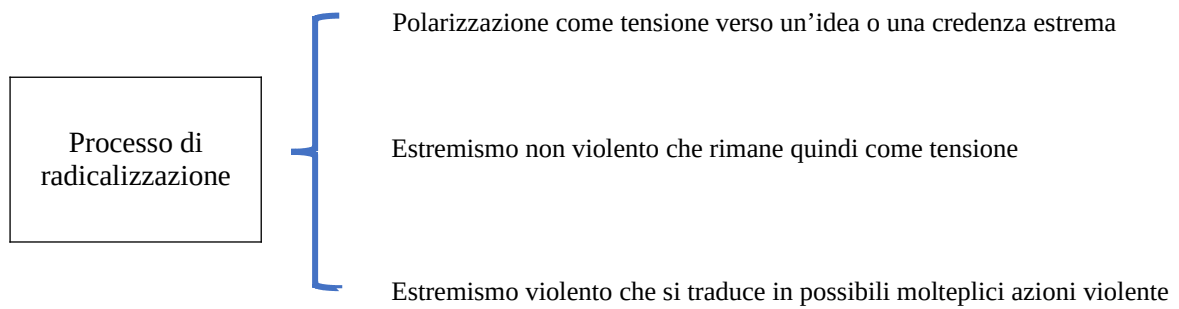 Polarizzazione come tensione verso un’idea o una credenza estrema
Processo di
radicalizzazione
Estremismo non violento che rimane quindi come tensione
Estremismo violento che si traduce in possibili molteplici azioni violente